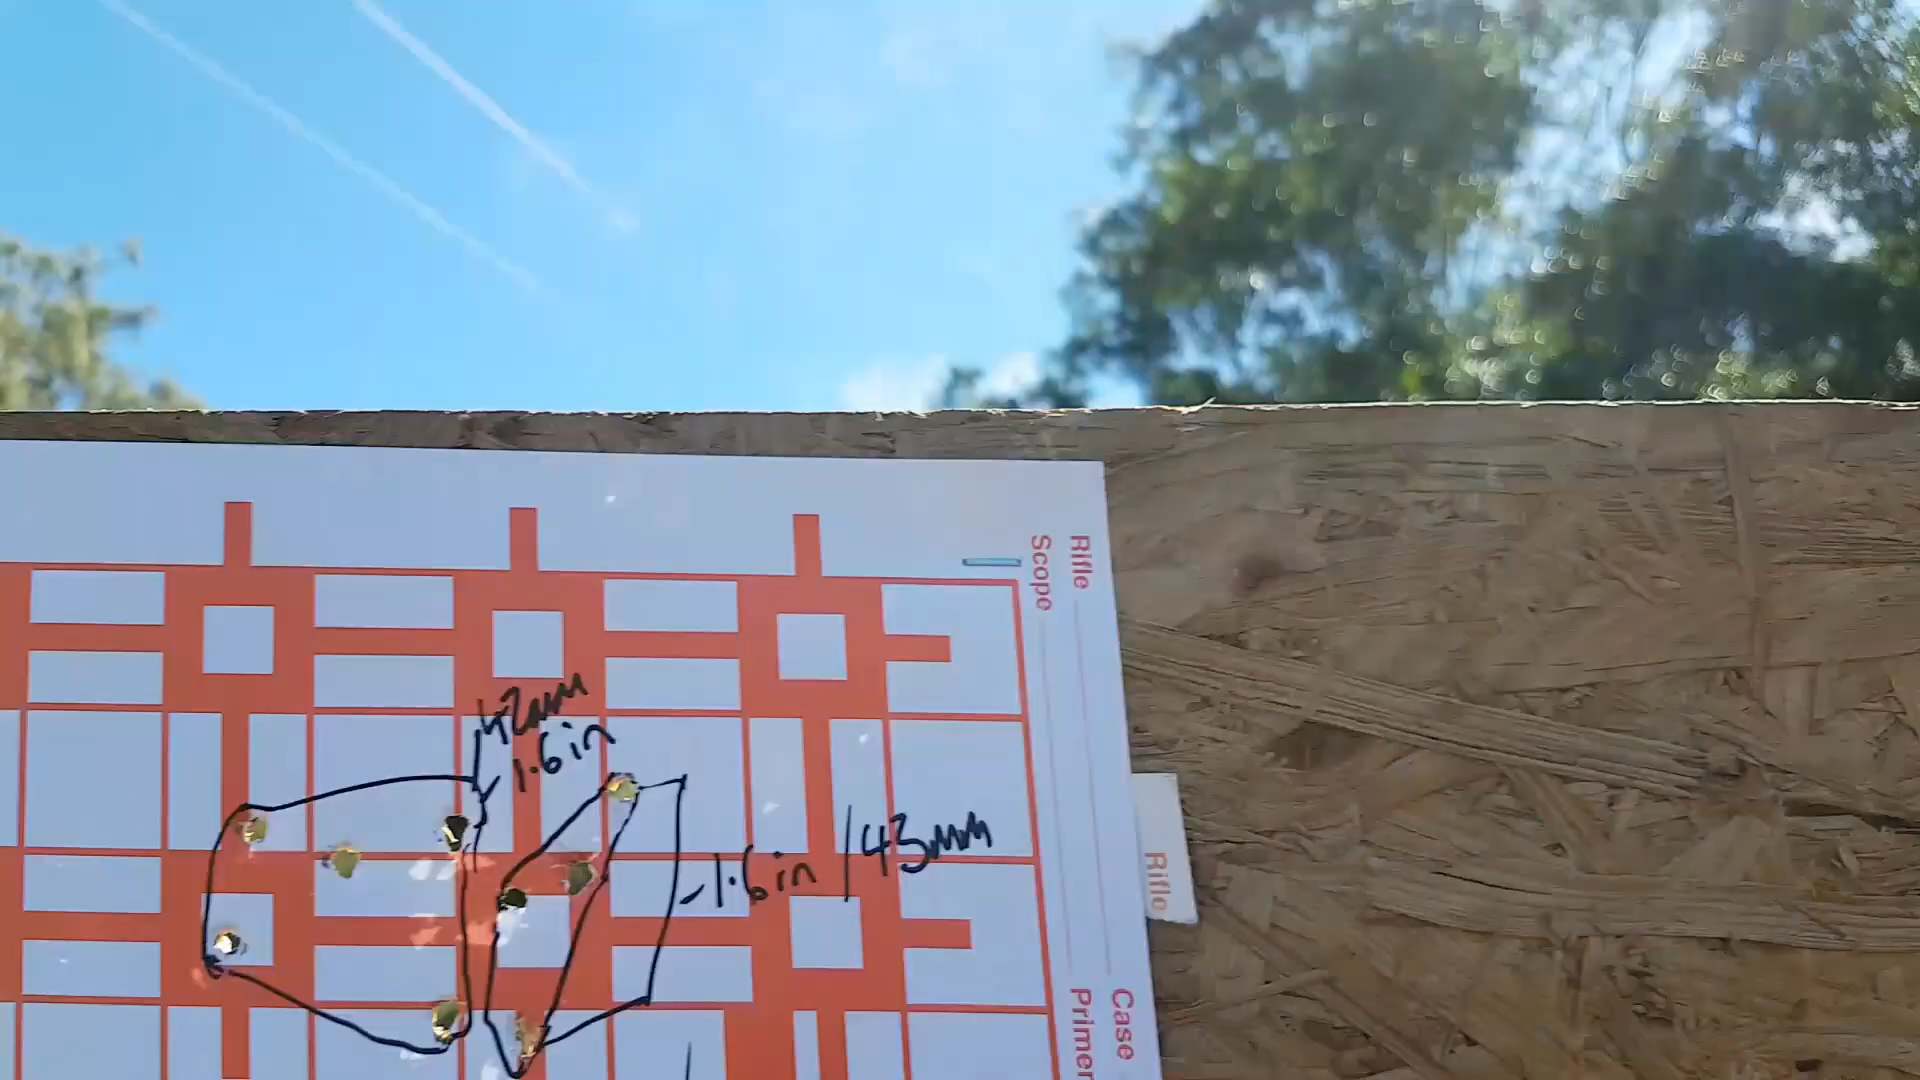 42mm
1.6in
-1.6in /43mm
Rifle
Scope
Rifle
Case
Primer